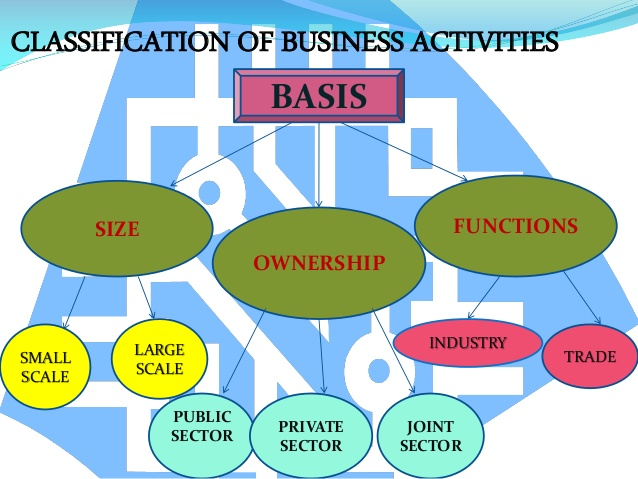 CLASSIFICATION OF BUSINESS ACTIVITIES
BASIS
SIZE
OWNERSHIP
FUNCTIONS
SMALL
SCALE
LARGE
SCALE
PUBLIC
SECTOR
PRIVATE
SECTOR
JOINT
SECTOR
INDUSTRY
TRADE